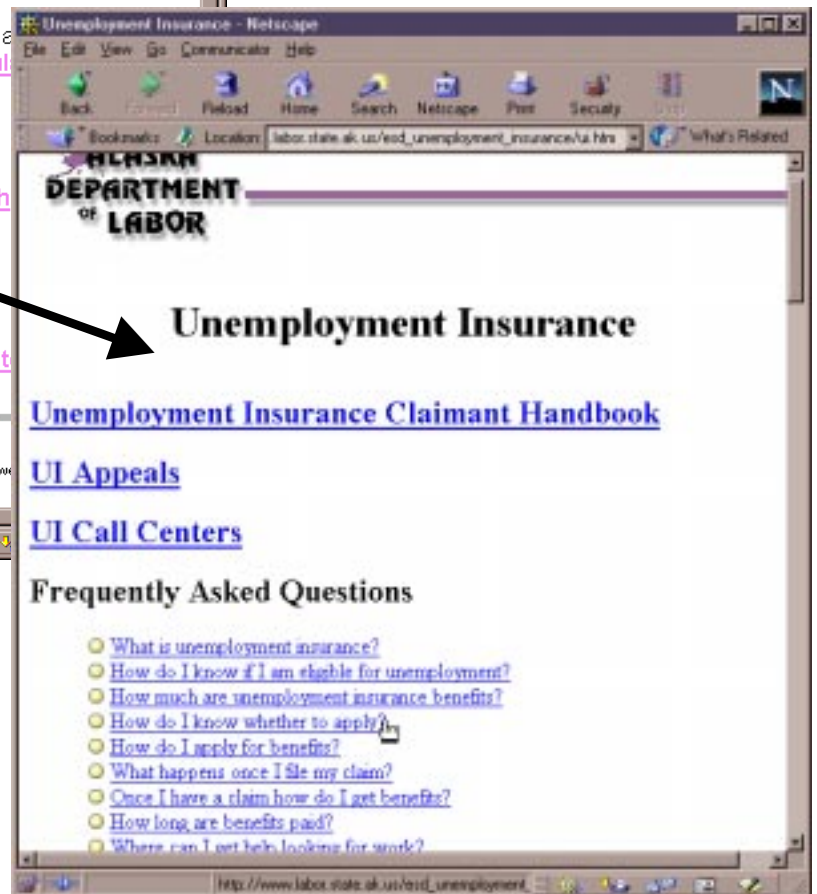 Unemployment Insurance - Netscape
File Edit View Go Communicator Help
Back Forward Reload Home Search Netscape Print Security Stop
N
Bookmarks Location: labor.state.ak.us/esd_unemployment_insurance/ui.htm What's Related
ALASKA
DEPARTMENT
OF LABOR
Unemployment Insurance
Unemployment Insurance Claimant Handbook
UI Appeals
UI Call Centers
Frequently Asked Questions
What is unemployment insurance?
How do I know if I am eligible for unemployment?
How much are unemployment insurance benefits?
How do I know whether to apply?
How do I apply for benefits?
What happens once I file my claim?
Once I have a claim how do I get benefits?
How long are benefits paid?
Where can I get help looking for work?
http://www.labor.state.ak.us/esd_unemployment_